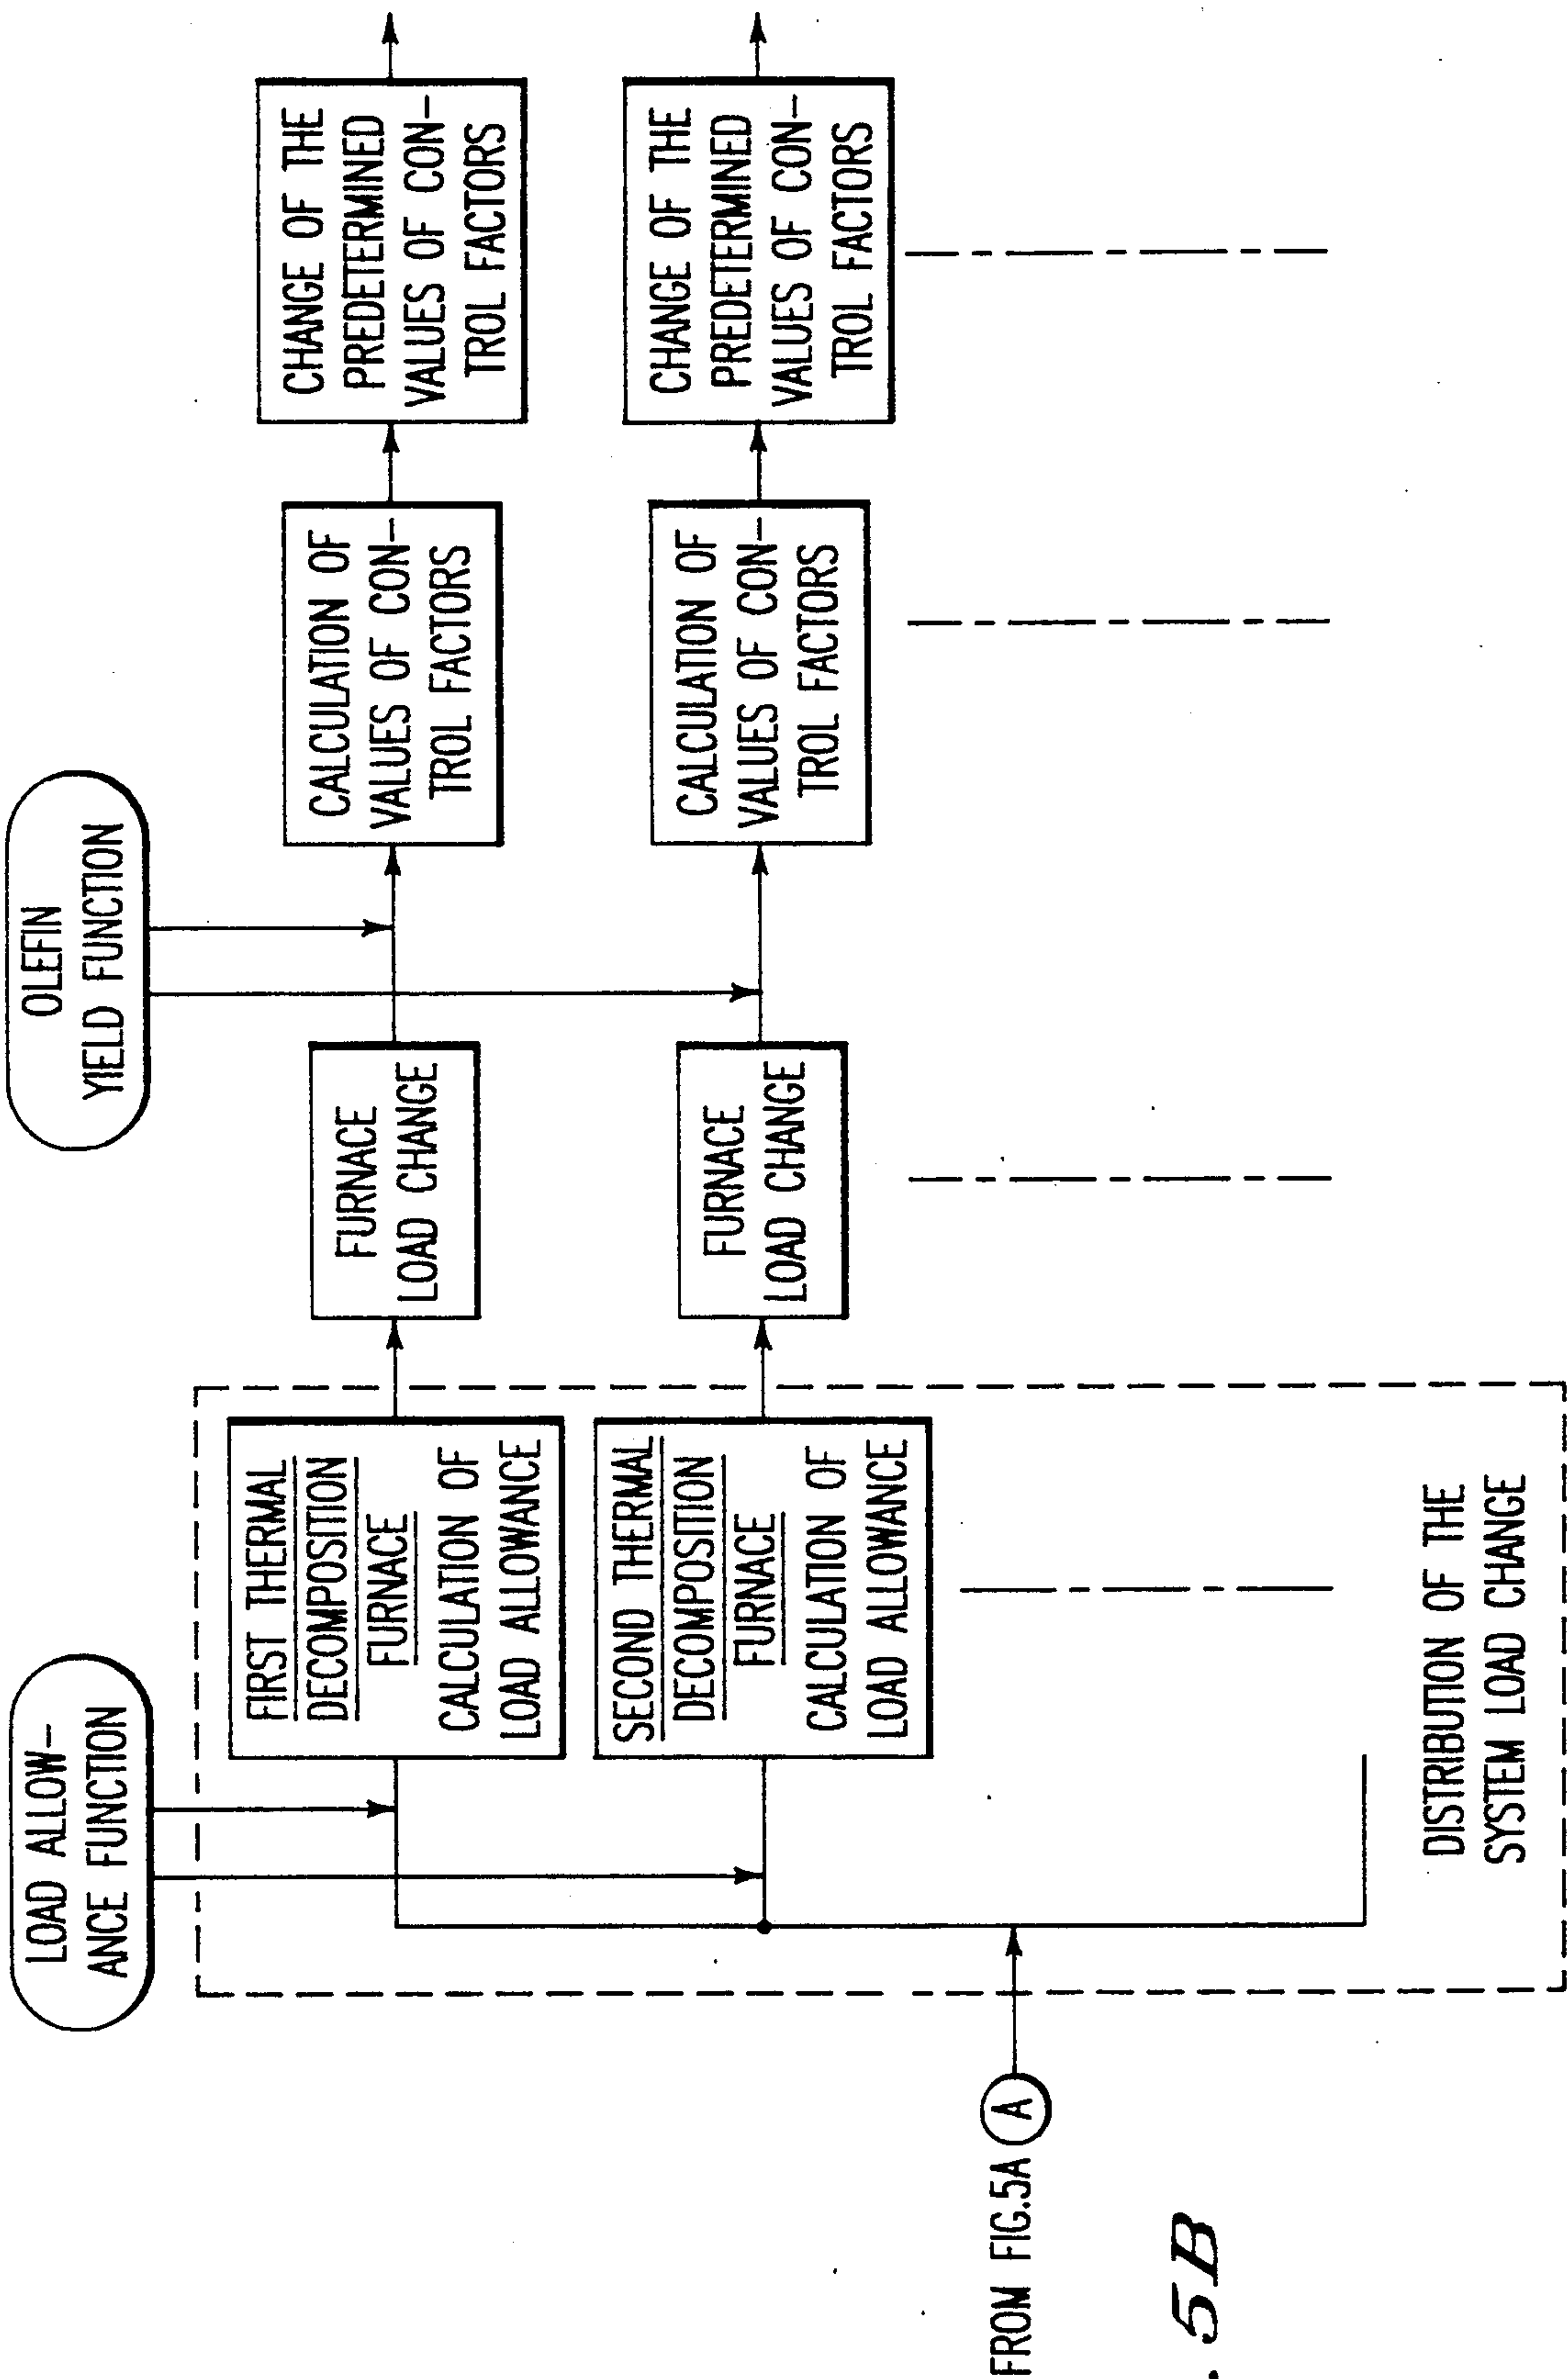 LOAD ALLOW-
ANCE FUNCTION
OLEFIN
YIELD FUNCTION
FIRST THERMAL
DECOMPOSITION
FURNACE
CALCULATION OF
LOAD ALLOWANCE
FURNACE
LOAD CHANGE
CALCULATION OF
VALUES OF CON-
TROL FACTORS
CHANGE OF THE
PREDETERMINED
VALUES OF CON-
TROL FACTORS
SECOND THERMAL
DECOMPOSITION
FURNACE
CALCULATION OF
LOAD ALLOWANCE
FURNACE
LOAD CHANGE
CALCULATION OF
VALUES OF CON-
TROL FACTORS
CHANGE OF THE
PREDETERMINED
VALUES OF CON-
TROL FACTORS
FROM FIG.5A A
DISTRIBUTION OF THE
SYSTEM LOAD CHANGE
. 5B